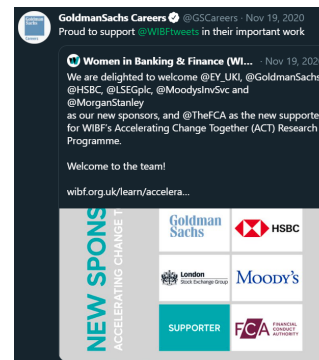 GoldmanSachs Careers @GSCareers · Nov 19, 2020
Proud to support @WIBFtweets in their important work
Women in Banking & Finance (WI... · Nov 19, 202
We are delighted to welcome @EY_UKI, @GoldmanSachs
@HSBC, @LSEGplc, @MoodysInvSvc and
@MorganStanley
as our new sponsors, and @TheFCA as the new supporte
for WIBF's Accelerating Change Together (ACT) Research
Programme.
Welcome to the team!
wibf.org.uk/learn/accelera...
NEW SPONS
ACCELERATING CHANGE T
Goldman
Sachs
HSBC
London
Stock Exchange Group
MOODY'S
SUPPORTER
FCA
FINANCIAL
CONDUCT
AUTHORITY